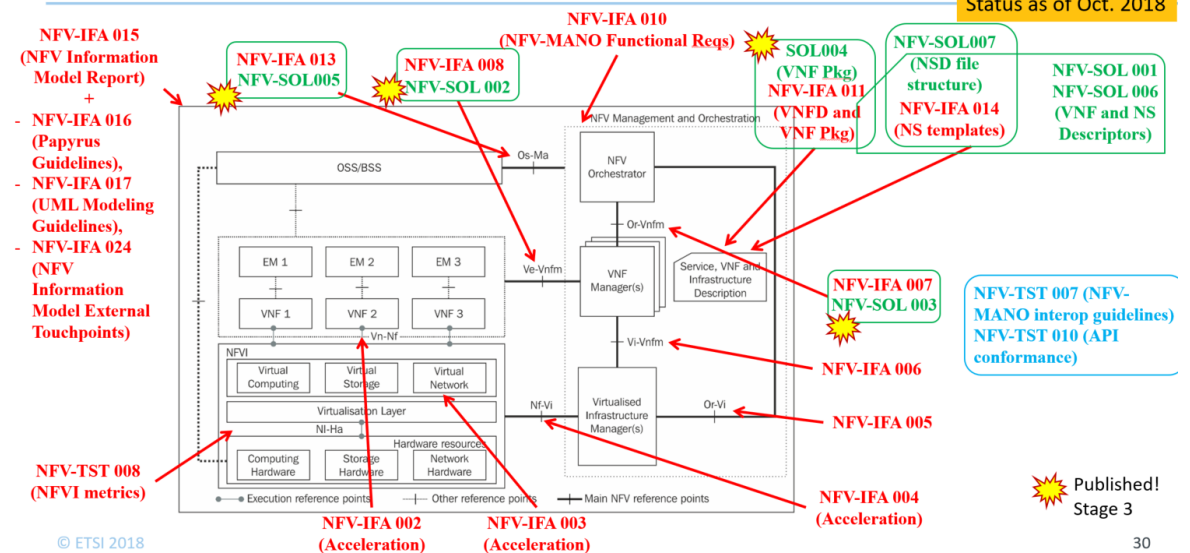 Status as of Oct. 2018
NFV-IFA 015
(NFV Information
Model Report)
+
- NFV-IFA 016
(Papyrus
Guidelines),
- NFV-IFA 017
(UML Modeling
Guidelines),
- NFV-IFA 024
(NFV
Information
Model External
Touchpoints)
NFV-IFA 013
NFV-SOL005
NFV-IFA 008
NFV-SOL 002
NFV-IFA 010
(NFV-MANO Functional Reqs)
SOL004
(VNF Pkg)
NFV-IFA 011
(VNFD and
VNF Pkg)
NFV-SOL007
(NSD file
structure)
NFV-IFA 014
(NS templates)
NFV-SOL 001
NFV-SOL 006
(VNF and NS
Descriptors)
NFV Management and Orchestration
OSS/BSS
Os-Ma
NFV
Orchestrator
Or-Vnfm
EM 1
EM 2
EM 3
Ve-Vnfm
VNF
Manager(s)
Service, VNF and
Infrastructure
Description
NFV-IFA 007
NFV-SOL 003
NFV-TST 007 (NFV-
MANO interop guidelines)
NFV-TST 010 (API
conformance)
VNF 1
VNF 2
VNF 3
Vn-Nf
NFVI
Vi-Vnfm
NFV-IFA 006
Virtual
Computing
Virtual
Storage
Virtual
Network
Virtualisation Layer
Nf-Vi
Virtualised
Infrastructure
Manager(s)
Or-Vi
NFV-IFA 005
NI-Ha
Hardware resources
Computing
Hardware
Storage
Hardware
Network
Hardware
NFV-TST 008
(NFVI metrics)
Execution reference points
Other reference points
Main NFV reference points
NFV-IFA 002
(Acceleration)
NFV-IFA 003
(Acceleration)
NFV-IFA 004
(Acceleration)
Published!
Stage 3
© ETSI 2018
30